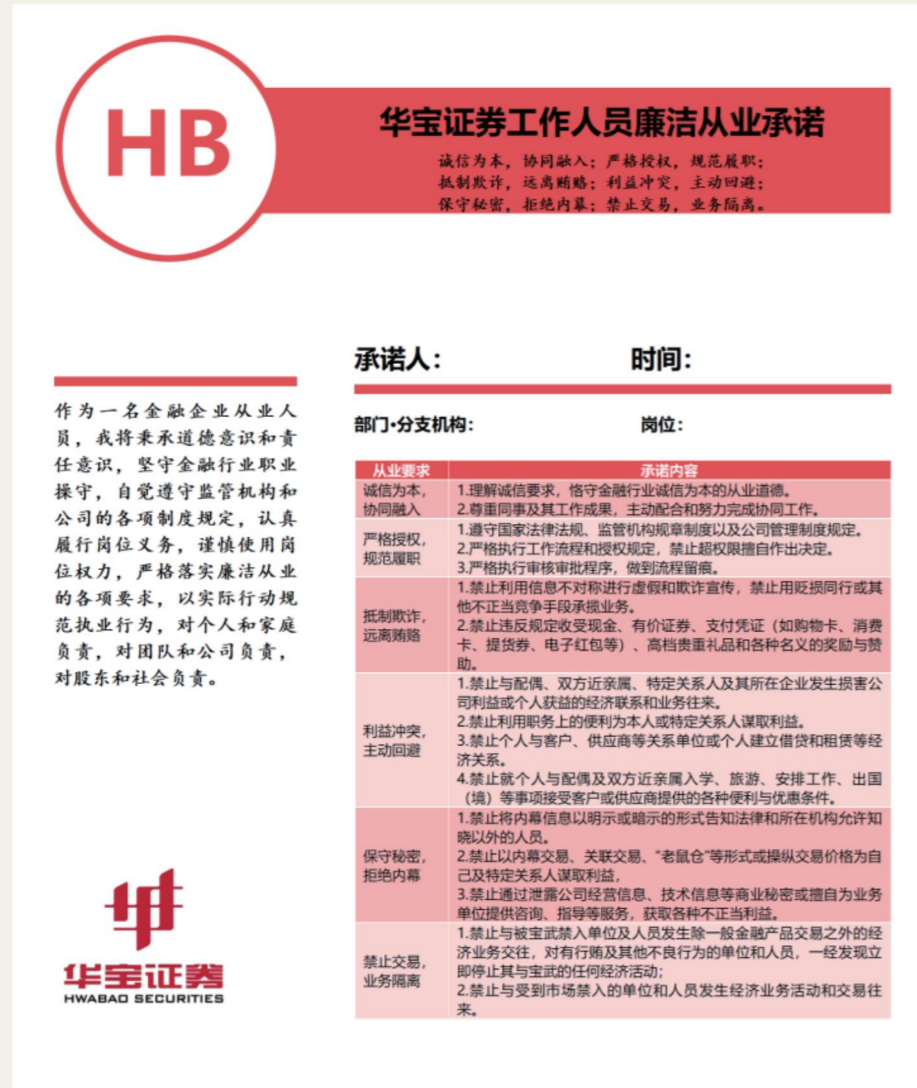 HB
华宝证券工作人员廉洁从业承诺
诚信为本，协同融入；严格授权，规范履职；
抵制欺诈，远离贿赂；利益冲突，主动回避；
保守秘密，拒绝内幕；禁止交易，业务隔离。
承诺人： 时间：
部门·分支机构： 岗位：
作为一名金融企业从业人
员，我将秉承道德意识和责
任意识，坚守金融行业职业
操守，自觉遵守监管机构和
公司的各项制度规定，认真
履行岗位义务，谨慎使用岗
位权力，严格落实廉洁从业
的各项要求，以实际行动规
范执业行为，对个人和家庭
负责，对团队和公司负责，
对股东和社会负责。
从业要求 承诺内容
诚信为本，
协同融入
1.理解诚信要求，恪守金融行业诚信为本的从业道德。
2.尊重同事及其工作成果，主动配合和努力完成协同工作。
严格授权，
规范履职
1.遵守国家法律法规、监管机构规章制度以及公司管理制度规定。
2.严格执行工作流程和授权规定，禁止超权限擅自作出决定。
3.严格执行审核审批程序，做到流程留痕。
抵制欺诈，
远离贿赂
1.禁止利用信息不对称进行虚假和欺诈宣传，禁止用贬损同行或其
他不正当竞争手段承揽业务。
2.禁止违反规定收受现金、有价证券、支付凭证（如购物卡、消费
卡、提货券、电子红包等）、高档贵重礼品和各种名义的奖励与赞
助。
利益冲突，
主动回避
1.禁止与配偶、双方近亲属、特定关系人及其所在企业发生损害公
司利益或个人获益的经济联系和业务往来。
2.禁止利用职务上的便利为本人或特定关系人谋取利益。
3.禁止个人与客户、供应商等关系单位或个人建立借贷和租赁等经
济关系。
4.禁止就个人与配偶及双方近亲属入学、旅游、安排工作、出国
（境）等事项接受客户或供应商提供的各种便利与优惠条件。
保守秘密，
拒绝内幕
1.禁止将内幕信息以明示或暗示的形式告知法律和所在机构允许知
晓以外的人员。
2.禁止以内幕交易、关联交易、“老鼠仓”等形式或操纵交易价格为自
己及特定关系人谋取利益，
3.禁止通过泄露公司经营信息、技术信息等商业秘密或擅自为业务
单位提供咨询、指导等服务，获取各种不正当利益。
禁止交易，
业务隔离
1.禁止与被宝武禁入单位及人员发生除一般金融产品交易之外的经
济业务交往，对有行贿及其他不良行为的单位和人员，一经发现立
即停止其与宝武的任何经济活动；
2.禁止与受到市场禁入的单位和人员发生经济业务活动和交易往
来。
华宝证券
HWABAO SECURITIES